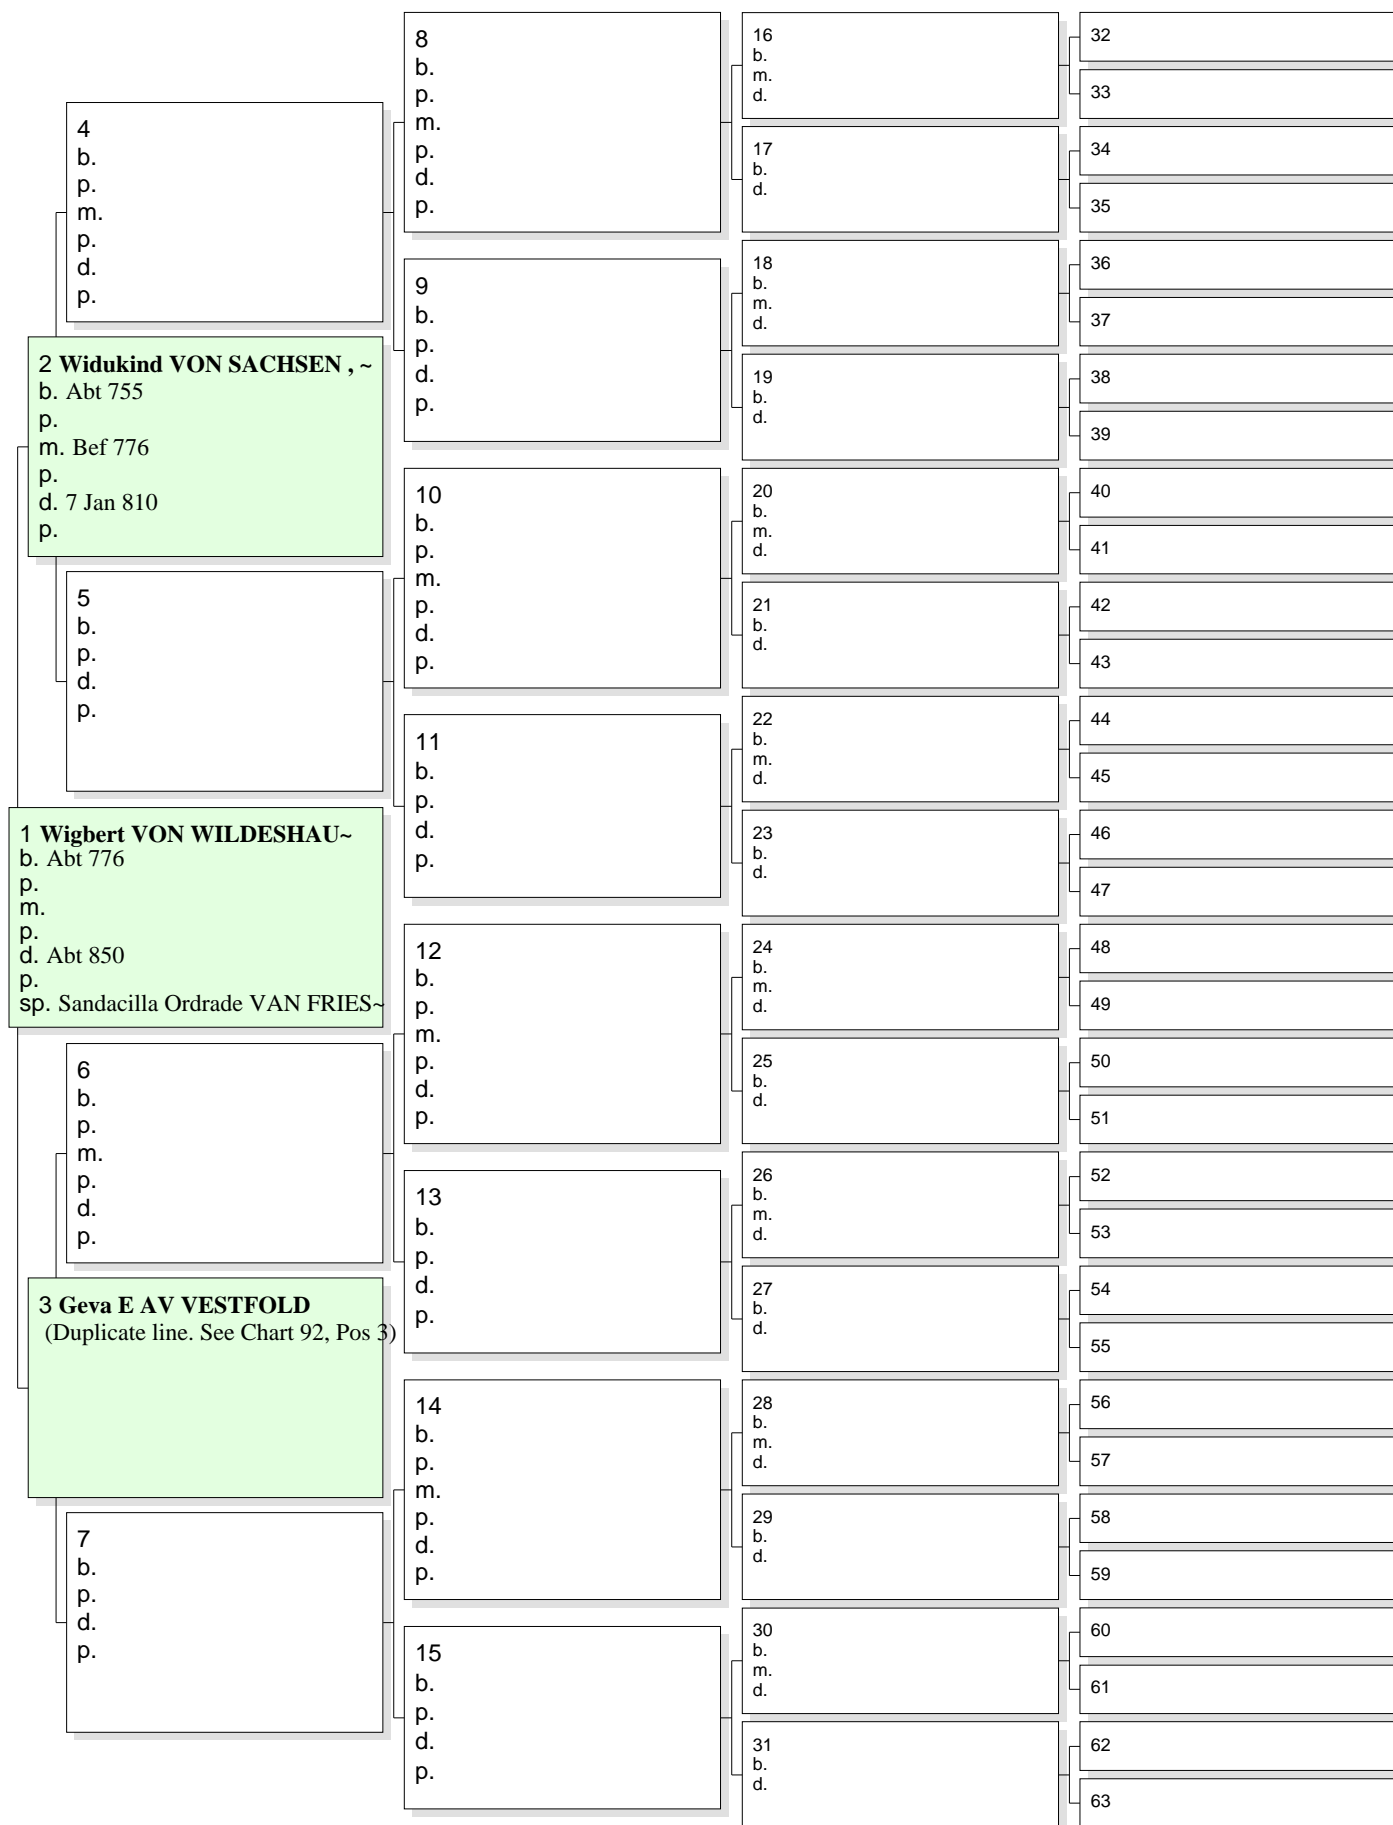 4
b.
p.
m.
p.
d.
p.
2 Widukind VON SACHSEN , ~
b. Abt 755
p.
m. Bef 776
p.
d. 7 Jan 810
p.
5
b.
p.
d.
p.
1 Wigbert VON WILDESHAU~
b. Abt 776
p.
m.
p.
d. Abt 850
p.
sp. Sandacilla Ordrade VAN FRIES~
6
b.
p.
m.
p.
d.
p.
3 Geva E AV VESTFOLD
(Duplicate line. See Chart 92, Pos 3)
7
b.
p.
d.
p.
8
b.
p.
m.
p.
d.
p.
9
b.
p.
d.
p.
10
b.
p.
m.
p.
d.
p.
11
b.
p.
d.
p.
12
b.
p.
m.
p.
d.
p.
13
b.
p.
d.
p.
14
b.
p.
m.
p.
d.
p.
15
b.
p.
d.
p.
16
b.
m.
d.
17
b.
d.
18
b.
m.
d.
19
b.
d.
20
b.
m.
d.
21
b.
d.
22
b.
m.
d.
23
b.
d.
24
b.
m.
d.
25
b.
d.
26
b.
m.
d.
27
b.
d.
28
b.
m.
d.
29
b.
d.
30
b.
m.
d.
31
b.
d.
32
33
34
35
36
37
38
39
40
41
42
43
44
45
46
47
48
49
50
51
52
53
54
55
56
57
58
59
60
61
62
63